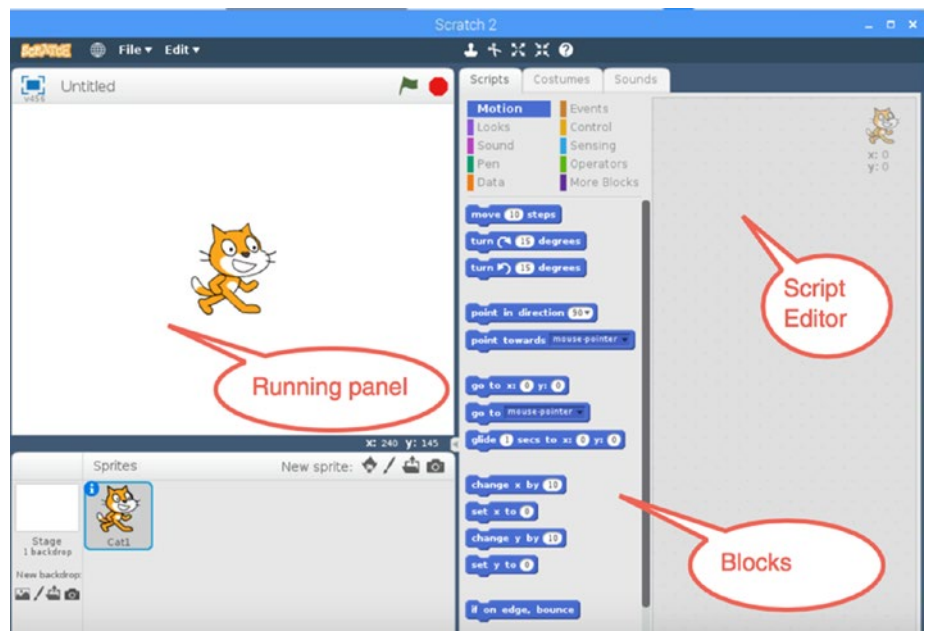 Scratch 2
SCRATCH File Edit
v456 Untitled
Scripts Costumes Sounds
Motion Events
Looks Control
Sound Sensing
Pen Operators
Data More Blocks
x: 0
y: 0
move 10 steps
turn 15 degrees
turn 15 degrees
point in direction 90
point towards mouse-pointer
go to x: 0 y: 0
go to mouse-pointer
glide 1 secs to x: 0 y: 0
change x by 10
set x to 0
change y by 10
set y to 0
if on edge, bounce
Script
Editor
Running panel
Blocks
x: 240 y: 145
Sprites New sprite:
Stage
1 backdrop
New backdrop:
Cat1